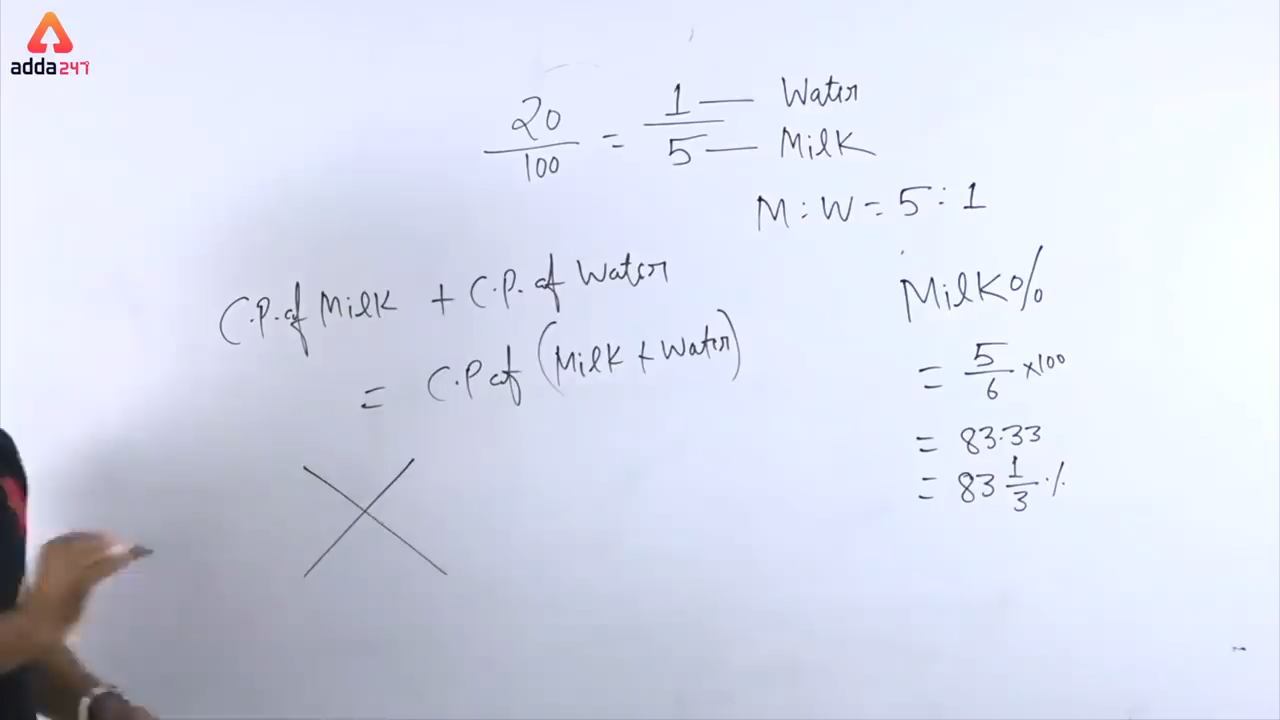 adda247
20/100 = 1/5 — Water — Milk
M : W = 5 : 1
C.P. of Milk + C.P. of Water
= C.P of (Milk + Water)
Milk%
= 5/6 ×100
= 83.33
= 83 1/3 %